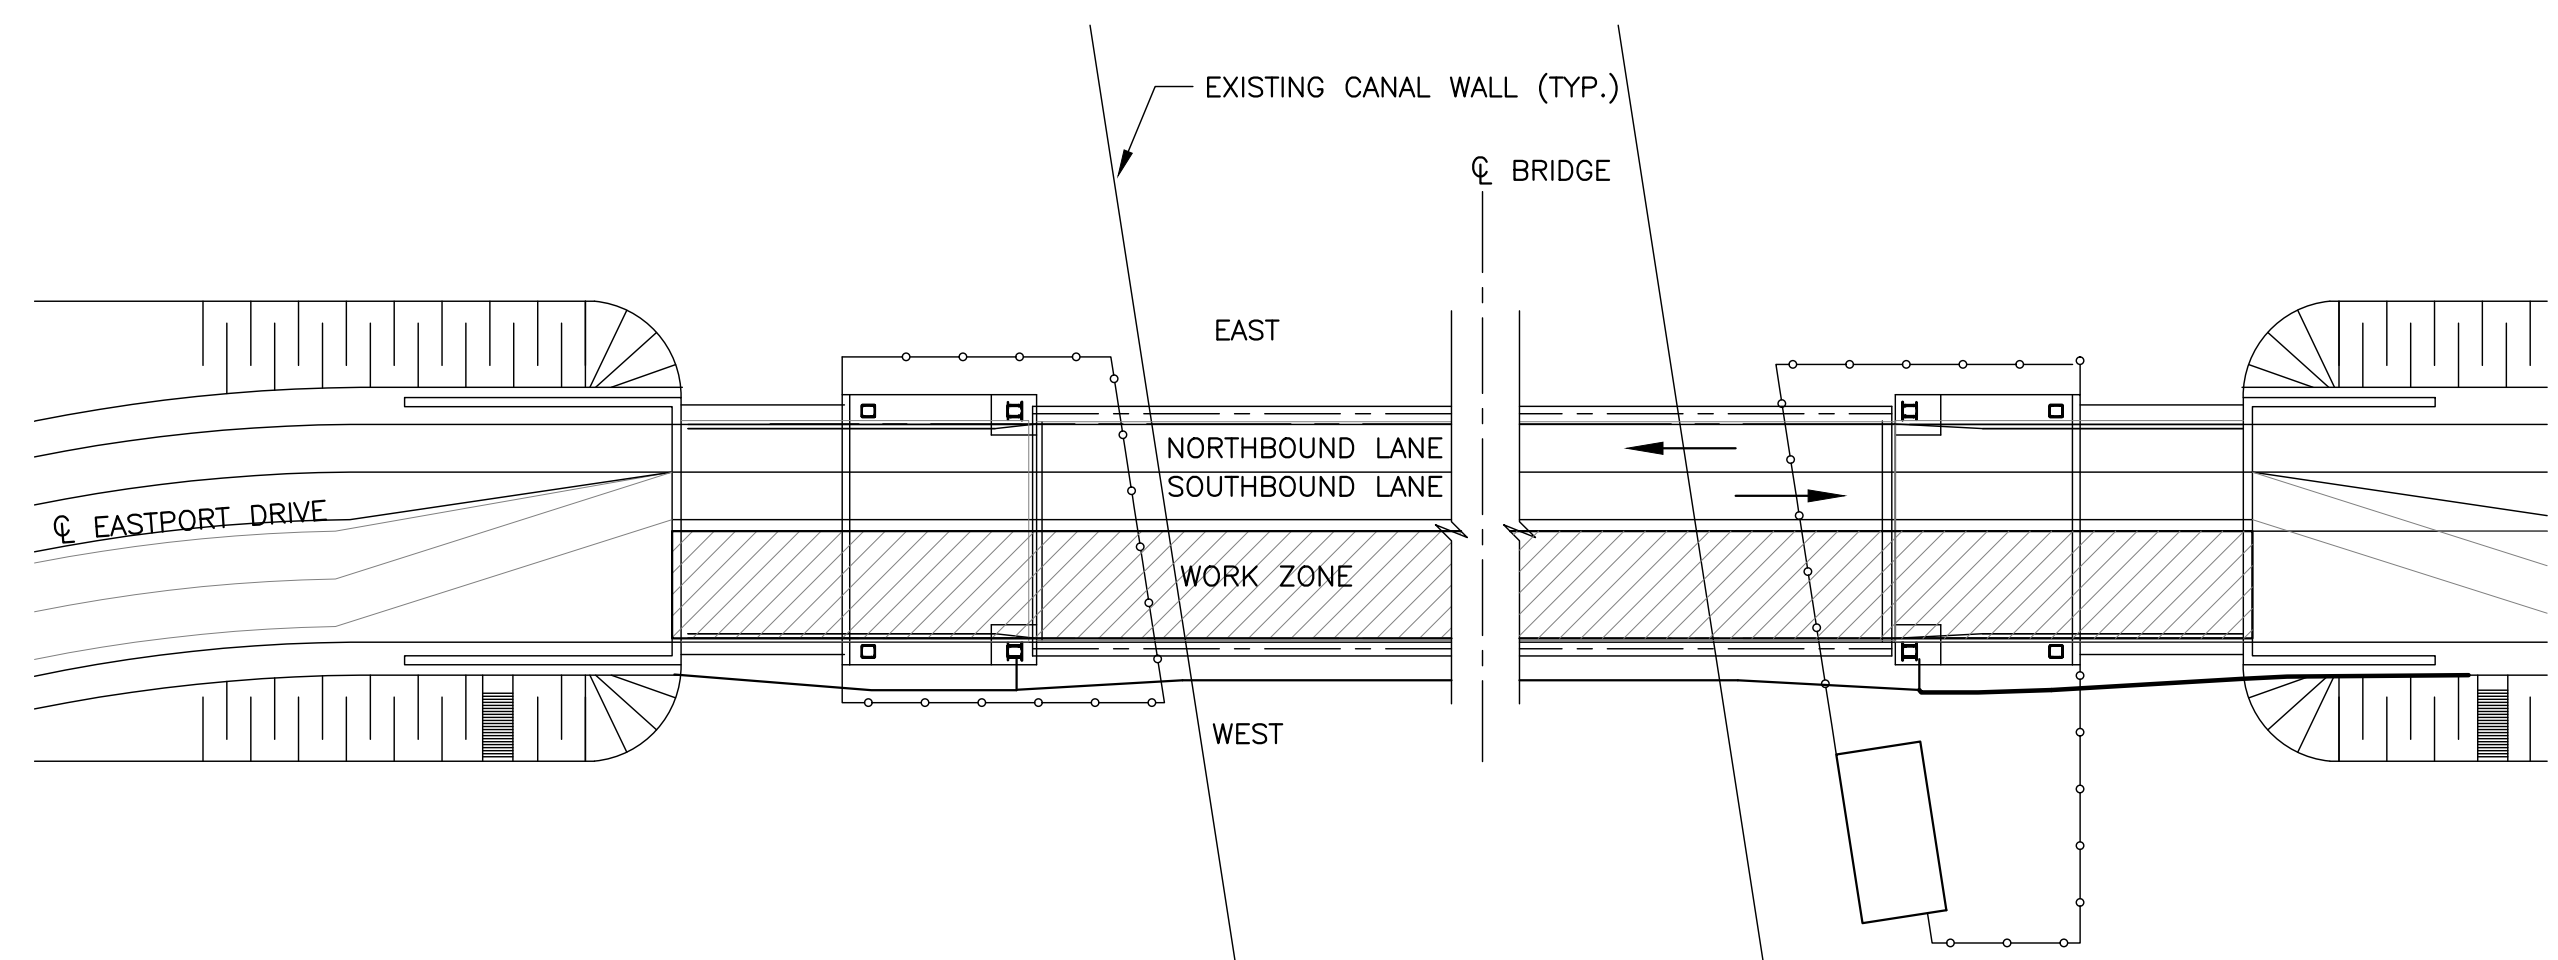 EXISTING CANAL WALL (TYP.)
℄ BRIDGE
EAST
NORTHBOUND LANE
SOUTHBOUND LANE
℄ EASTPORT DRIVE
WORK ZONE
WEST